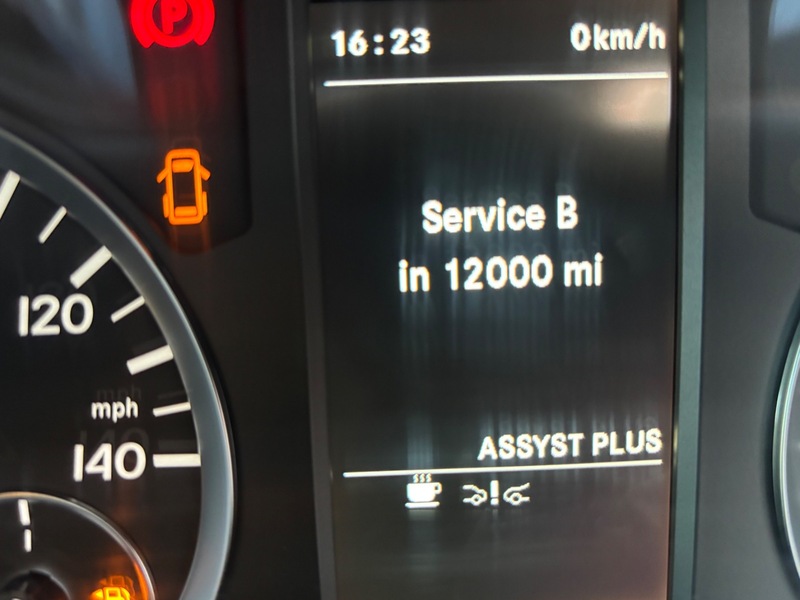 P
16:23 0km/h
Service B
in 12000 mi
120
mph
140
ASSYST PLUS